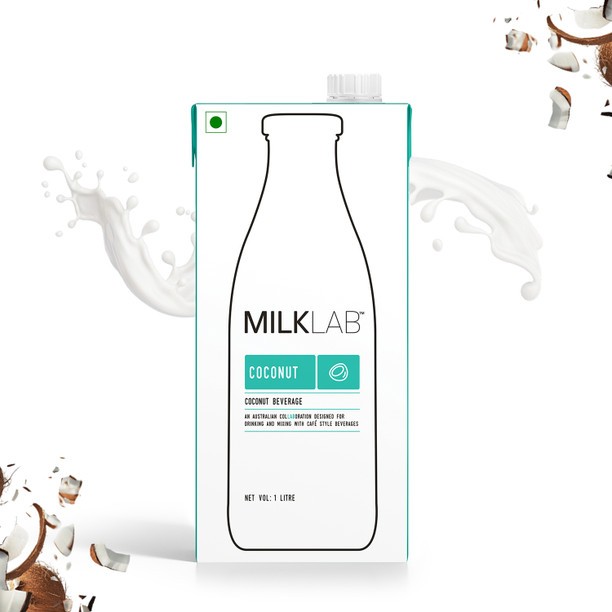 MILKLAB™
COCONUT
COCONUT BEVERAGE
AN AUSTRALIAN COLLABORATION DESIGNED FOR
DRINKING AND MIXING WITH CAFÉ STYLE BEVERAGES
NET VOL: 1 LITRE